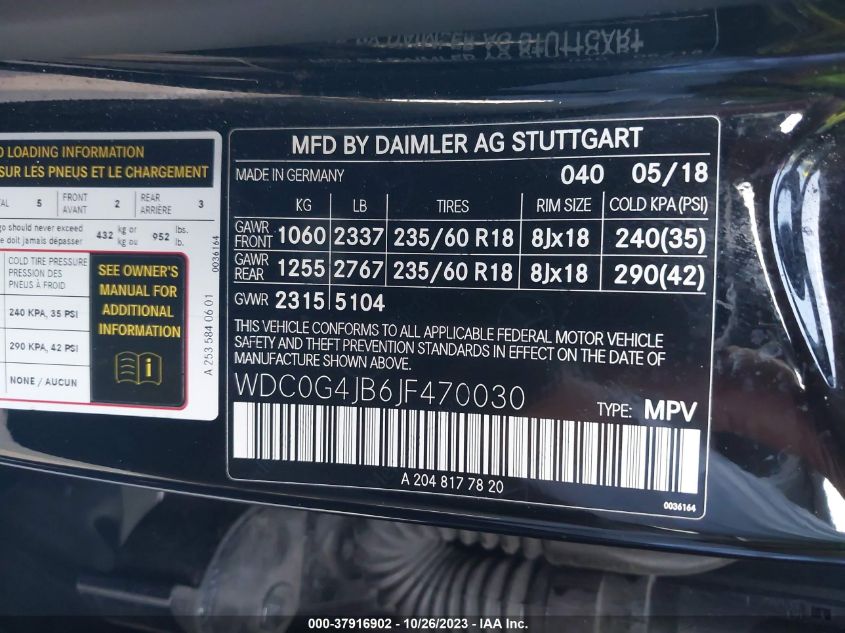 MFD BY DAIMLER AG STUTTGART
MADE IN GERMANY 040 05/18
KG LB TIRES RIM SIZE COLD KPA(PSI)
GAWR FRONT 1060 2337 235/60 R18 8Jx18 240(35)
GAWR REAR 1255 2767 235/60 R18 8Jx18 290(42)
GVWR 2315 5104
THIS VEHICLE CONFORMS TO ALL APPLICABLE FEDERAL MOTOR VEHICLE
SAFETY AND THEFT PREVENTION STANDARDS IN EFFECT ON THE DATE OF
MANUFACTURE SHOWN ABOVE.
WDC0G4JB6JF470030
TYPE: MPV
A 204 817 78 20
0036164
LOADING INFORMATION
SUR LES PNEUS ET LE CHARGEMENT
5 FRONT AVANT 2 REAR ARRIÈRE 3
should never exceed 432 kg or 952 lbs.
doit jamais dépasser kg ou lb.
COLD TIRE PRESSURE
PRESSION DES
PNEUS À FROID
240 KPA, 35 PSI
290 KPA, 42 PSI
NONE / AUCUN
SEE OWNER'S
MANUAL FOR
ADDITIONAL
INFORMATION
A 253 584 06 01
0036164
000-37916902 - 10/26/2023 - IAA Inc.